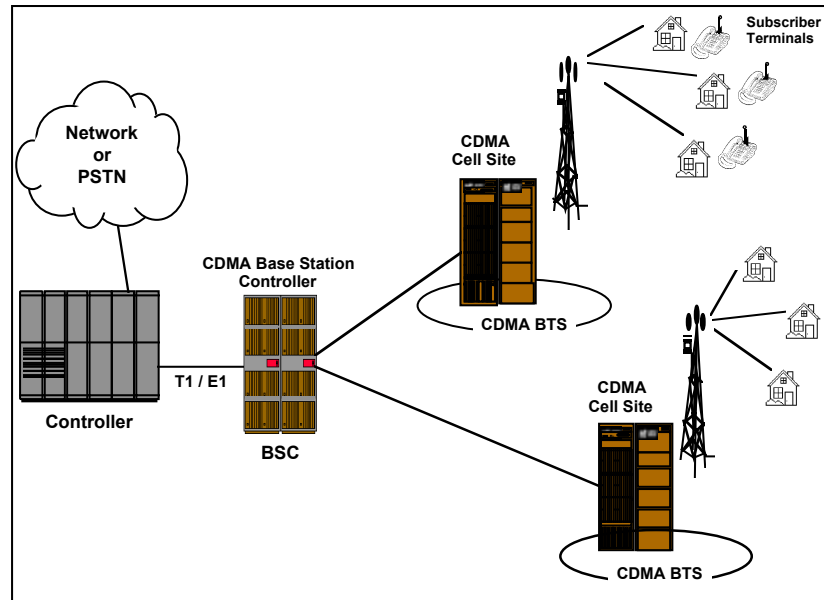 Subscriber
Terminals
Network
or
PSTN
CDMA
Cell Site
CDMA Base Station
Controller
CDMA BTS
T1 / E1
Controller
BSC
CDMA
Cell Site
CDMA BTS